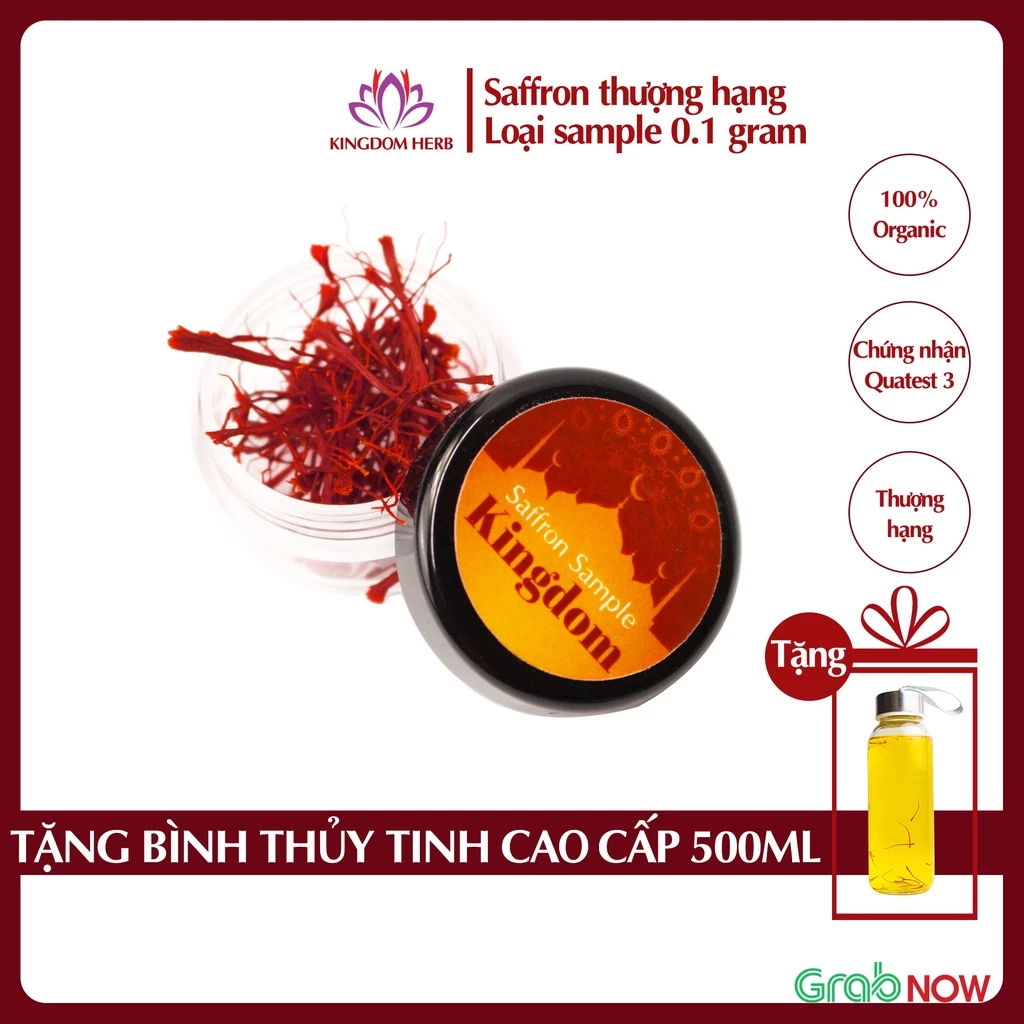 KINGDOM HERB
Saffron thượng hạng
Loại sample 0.1 gram
100%
Organic
Chứng nhận
Quatest 3
Thượng
hạng
Saffron Sample
Kingdom
Tặng
TẶNG BÌNH THỦY TINH CAO CẤP 500ML
Grab NOW